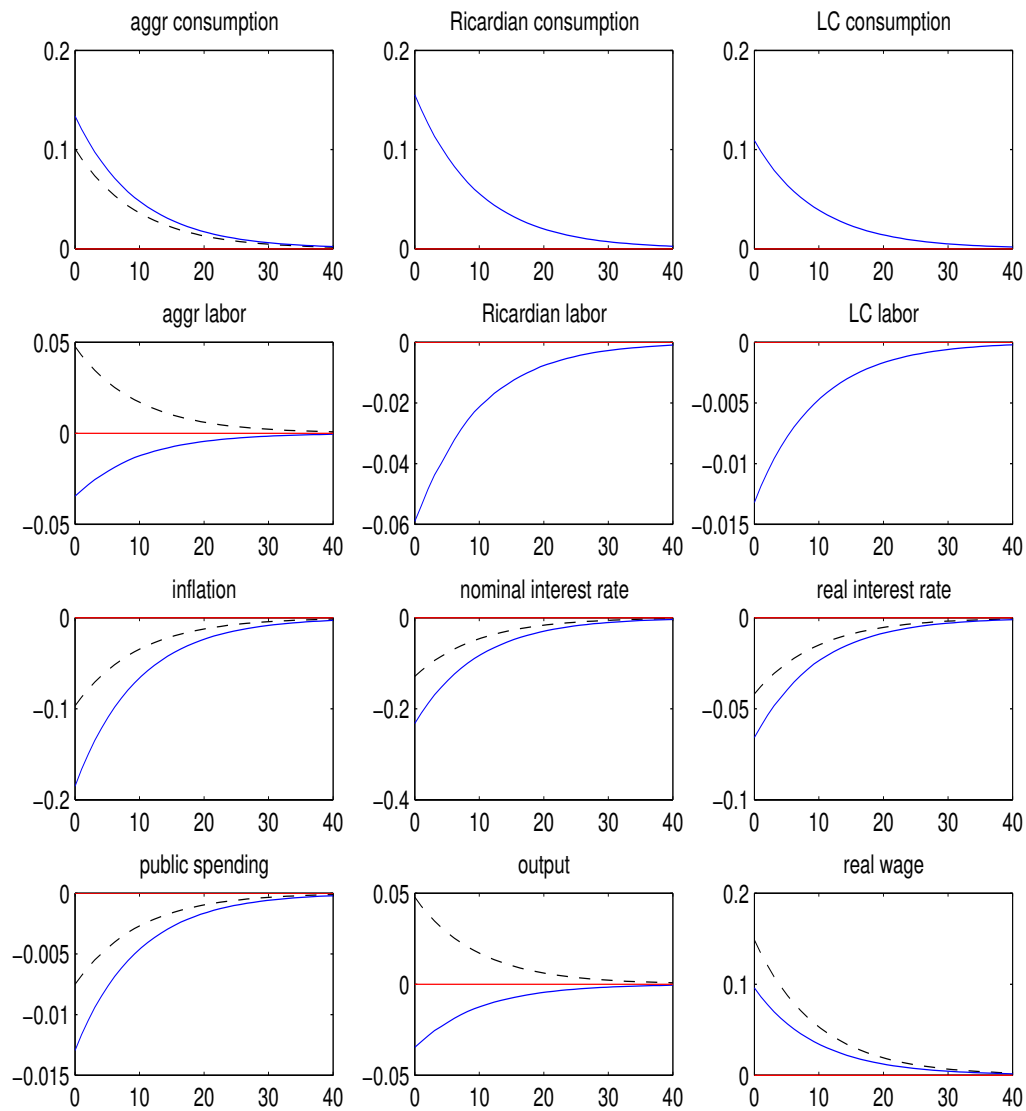 aggr consumption
0.2
0.1
0
0 10 20 30 40
Ricardian consumption
0.2
0.1
0
0 10 20 30 40
LC consumption
0.2
0.1
0
0 10 20 30 40
aggr labor
0.05
0
−0.05
0 10 20 30 40
Ricardian labor
0
−0.02
−0.04
−0.06
0 10 20 30 40
LC labor
0
−0.005
−0.01
−0.015
0 10 20 30 40
inflation
0
−0.1
−0.2
0 10 20 30 40
nominal interest rate
0
−0.2
−0.4
0 10 20 30 40
real interest rate
0
−0.05
−0.1
0 10 20 30 40
public spending
0
−0.005
−0.01
−0.015
0 10 20 30 40
output
0.05
0
−0.05
0 10 20 30 40
real wage
0.2
0.1
0
0 10 20 30 40